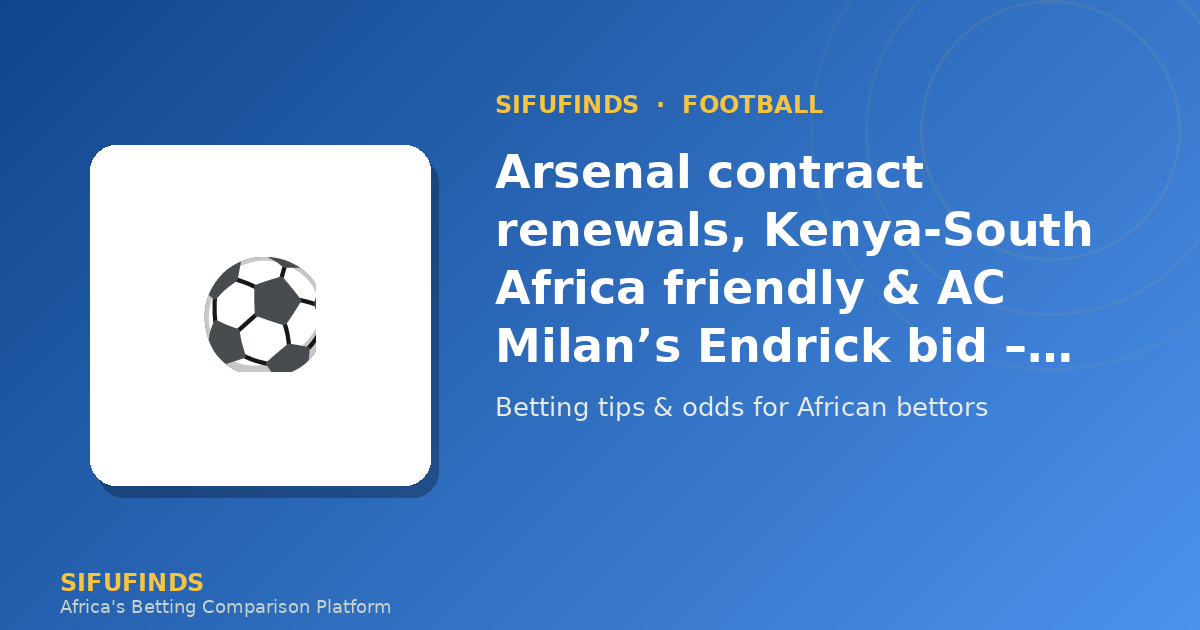 SIFUFINDS · FOOTBALL
Arsenal contract
renewals, Kenya-South
Africa friendly & AC
Milan’s Endrick bid –…
Betting tips & odds for African bettors
SIFUFINDS
Africa's Betting Comparison Platform